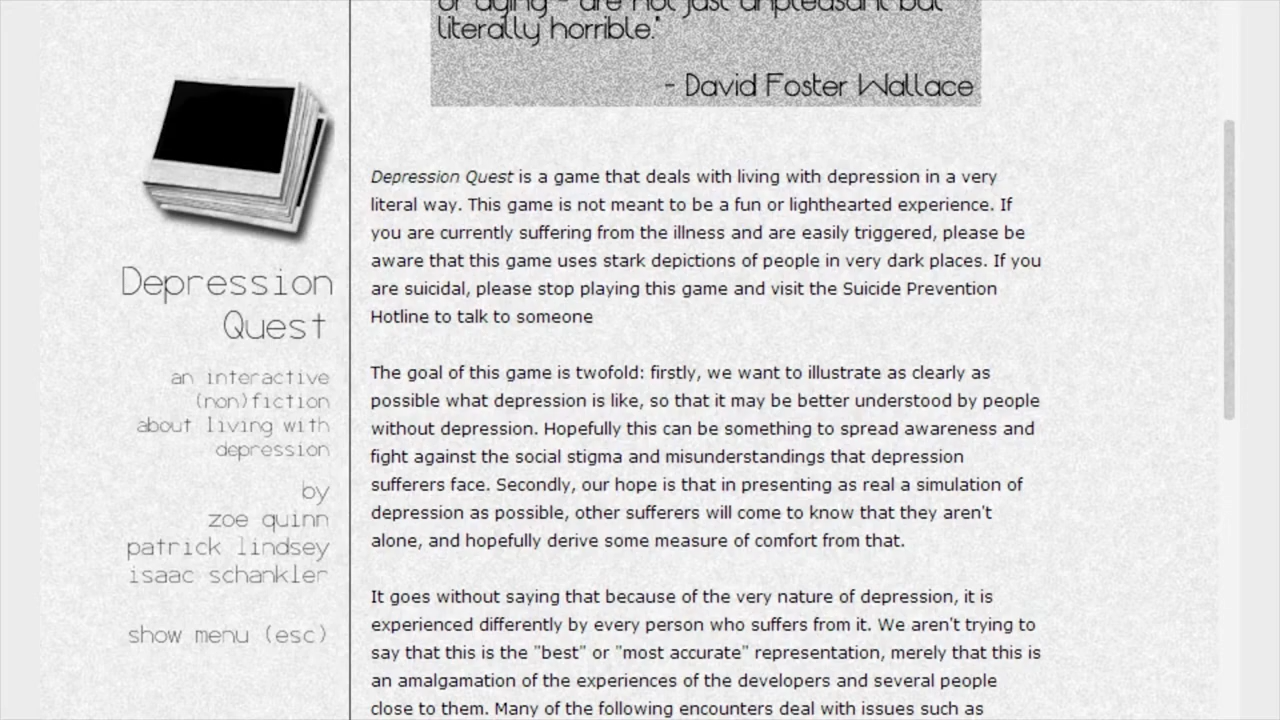 or dying - are not just unpleasant but
literally horrible."
- David Foster Wallace
Depression
Quest
an interactive
(non)fiction
about living with
depression
by
zoe quinn
patrick lindsey
isaac schankler
show menu (esc)
Depression Quest is a game that deals with living with depression in a very
literal way. This game is not meant to be a fun or lighthearted experience. If
you are currently suffering from the illness and are easily triggered, please be
aware that this game uses stark depictions of people in very dark places. If you
are suicidal, please stop playing this game and visit the Suicide Prevention
Hotline to talk to someone
The goal of this game is twofold: firstly, we want to illustrate as clearly as
possible what depression is like, so that it may be better understood by people
without depression. Hopefully this can be something to spread awareness and
fight against the social stigma and misunderstandings that depression
sufferers face. Secondly, our hope is that in presenting as real a simulation of
depression as possible, other sufferers will come to know that they aren't
alone, and hopefully derive some measure of comfort from that.
It goes without saying that because of the very nature of depression, it is
experienced differently by every person who suffers from it. We aren't trying to
say that this is the "best" or "most accurate" representation, merely that this is
an amalgamation of the experiences of the developers and several people
close to them. Many of the following encounters deal with issues such as